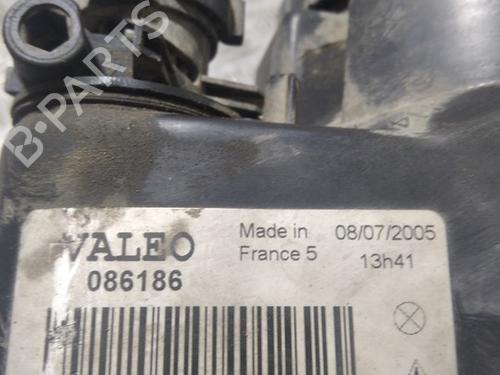 B-PARTS
VALEO
086186
Made in
France 5
08/07/2005
13h41